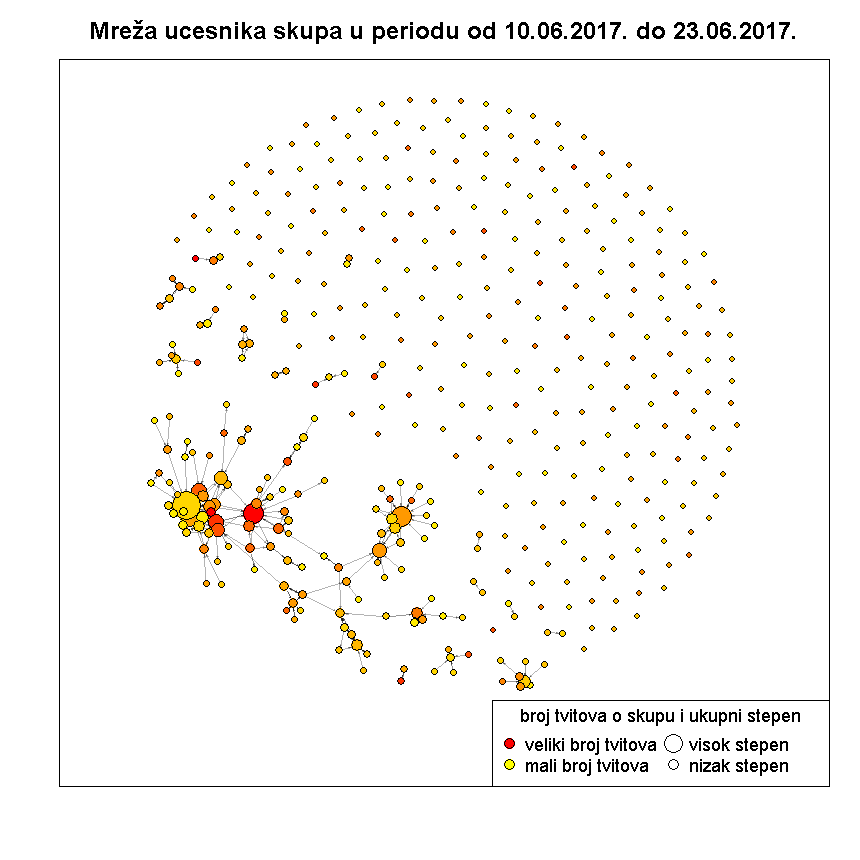 Mreža ucesnika skupa u periodu od 10.06.2017. do 23.06.2017.
broj tvitova o skupu i ukupni stepen
veliki broj tvitova visok stepen
mali broj tvitova nizak stepen